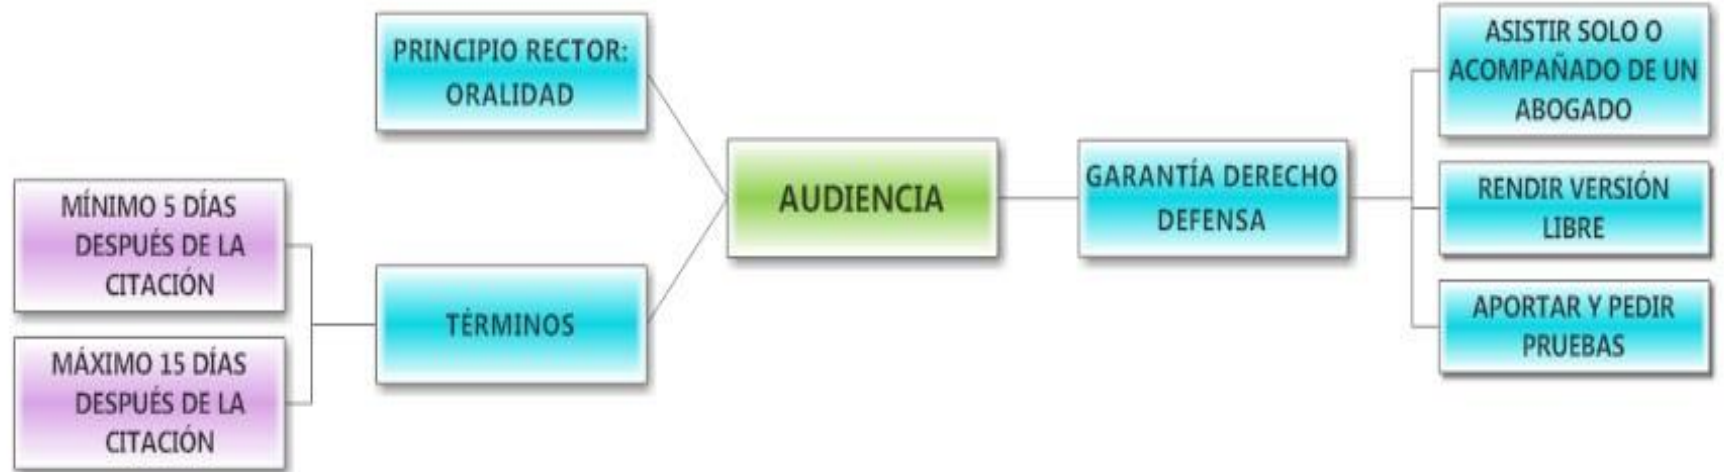 PRINCIPIO RECTOR:
ORALIDAD
MÍNIMO 5 DÍAS
DESPUÉS DE LA
CITACIÓN
TÉRMINOS
MÁXIMO 15 DÍAS
DESPUÉS DE LA
CITACIÓN
AUDIENCIA
GARANTÍA DERECHO
DEFENSA
ASISTIR SOLO O
ACOMPAÑADO DE UN
ABOGADO
RENDIR VERSIÓN
LIBRE
APORTAR Y PEDIR
PRUEBAS